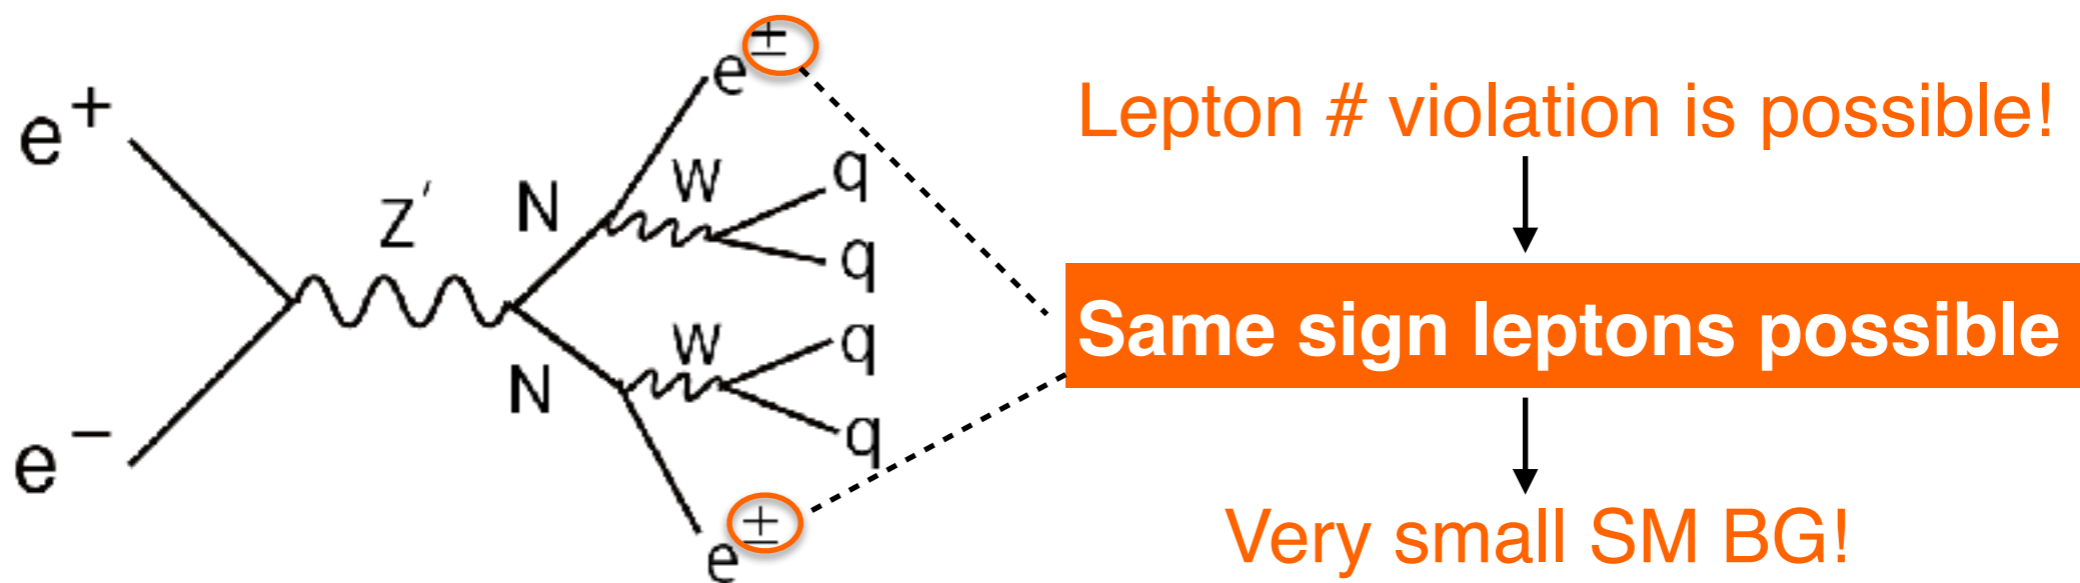 e+
e−
Z′
N
N
W
W
q
q
q
q
e±
e±
Lepton # violation is possible!
Same sign leptons possible
Very small SM BG!